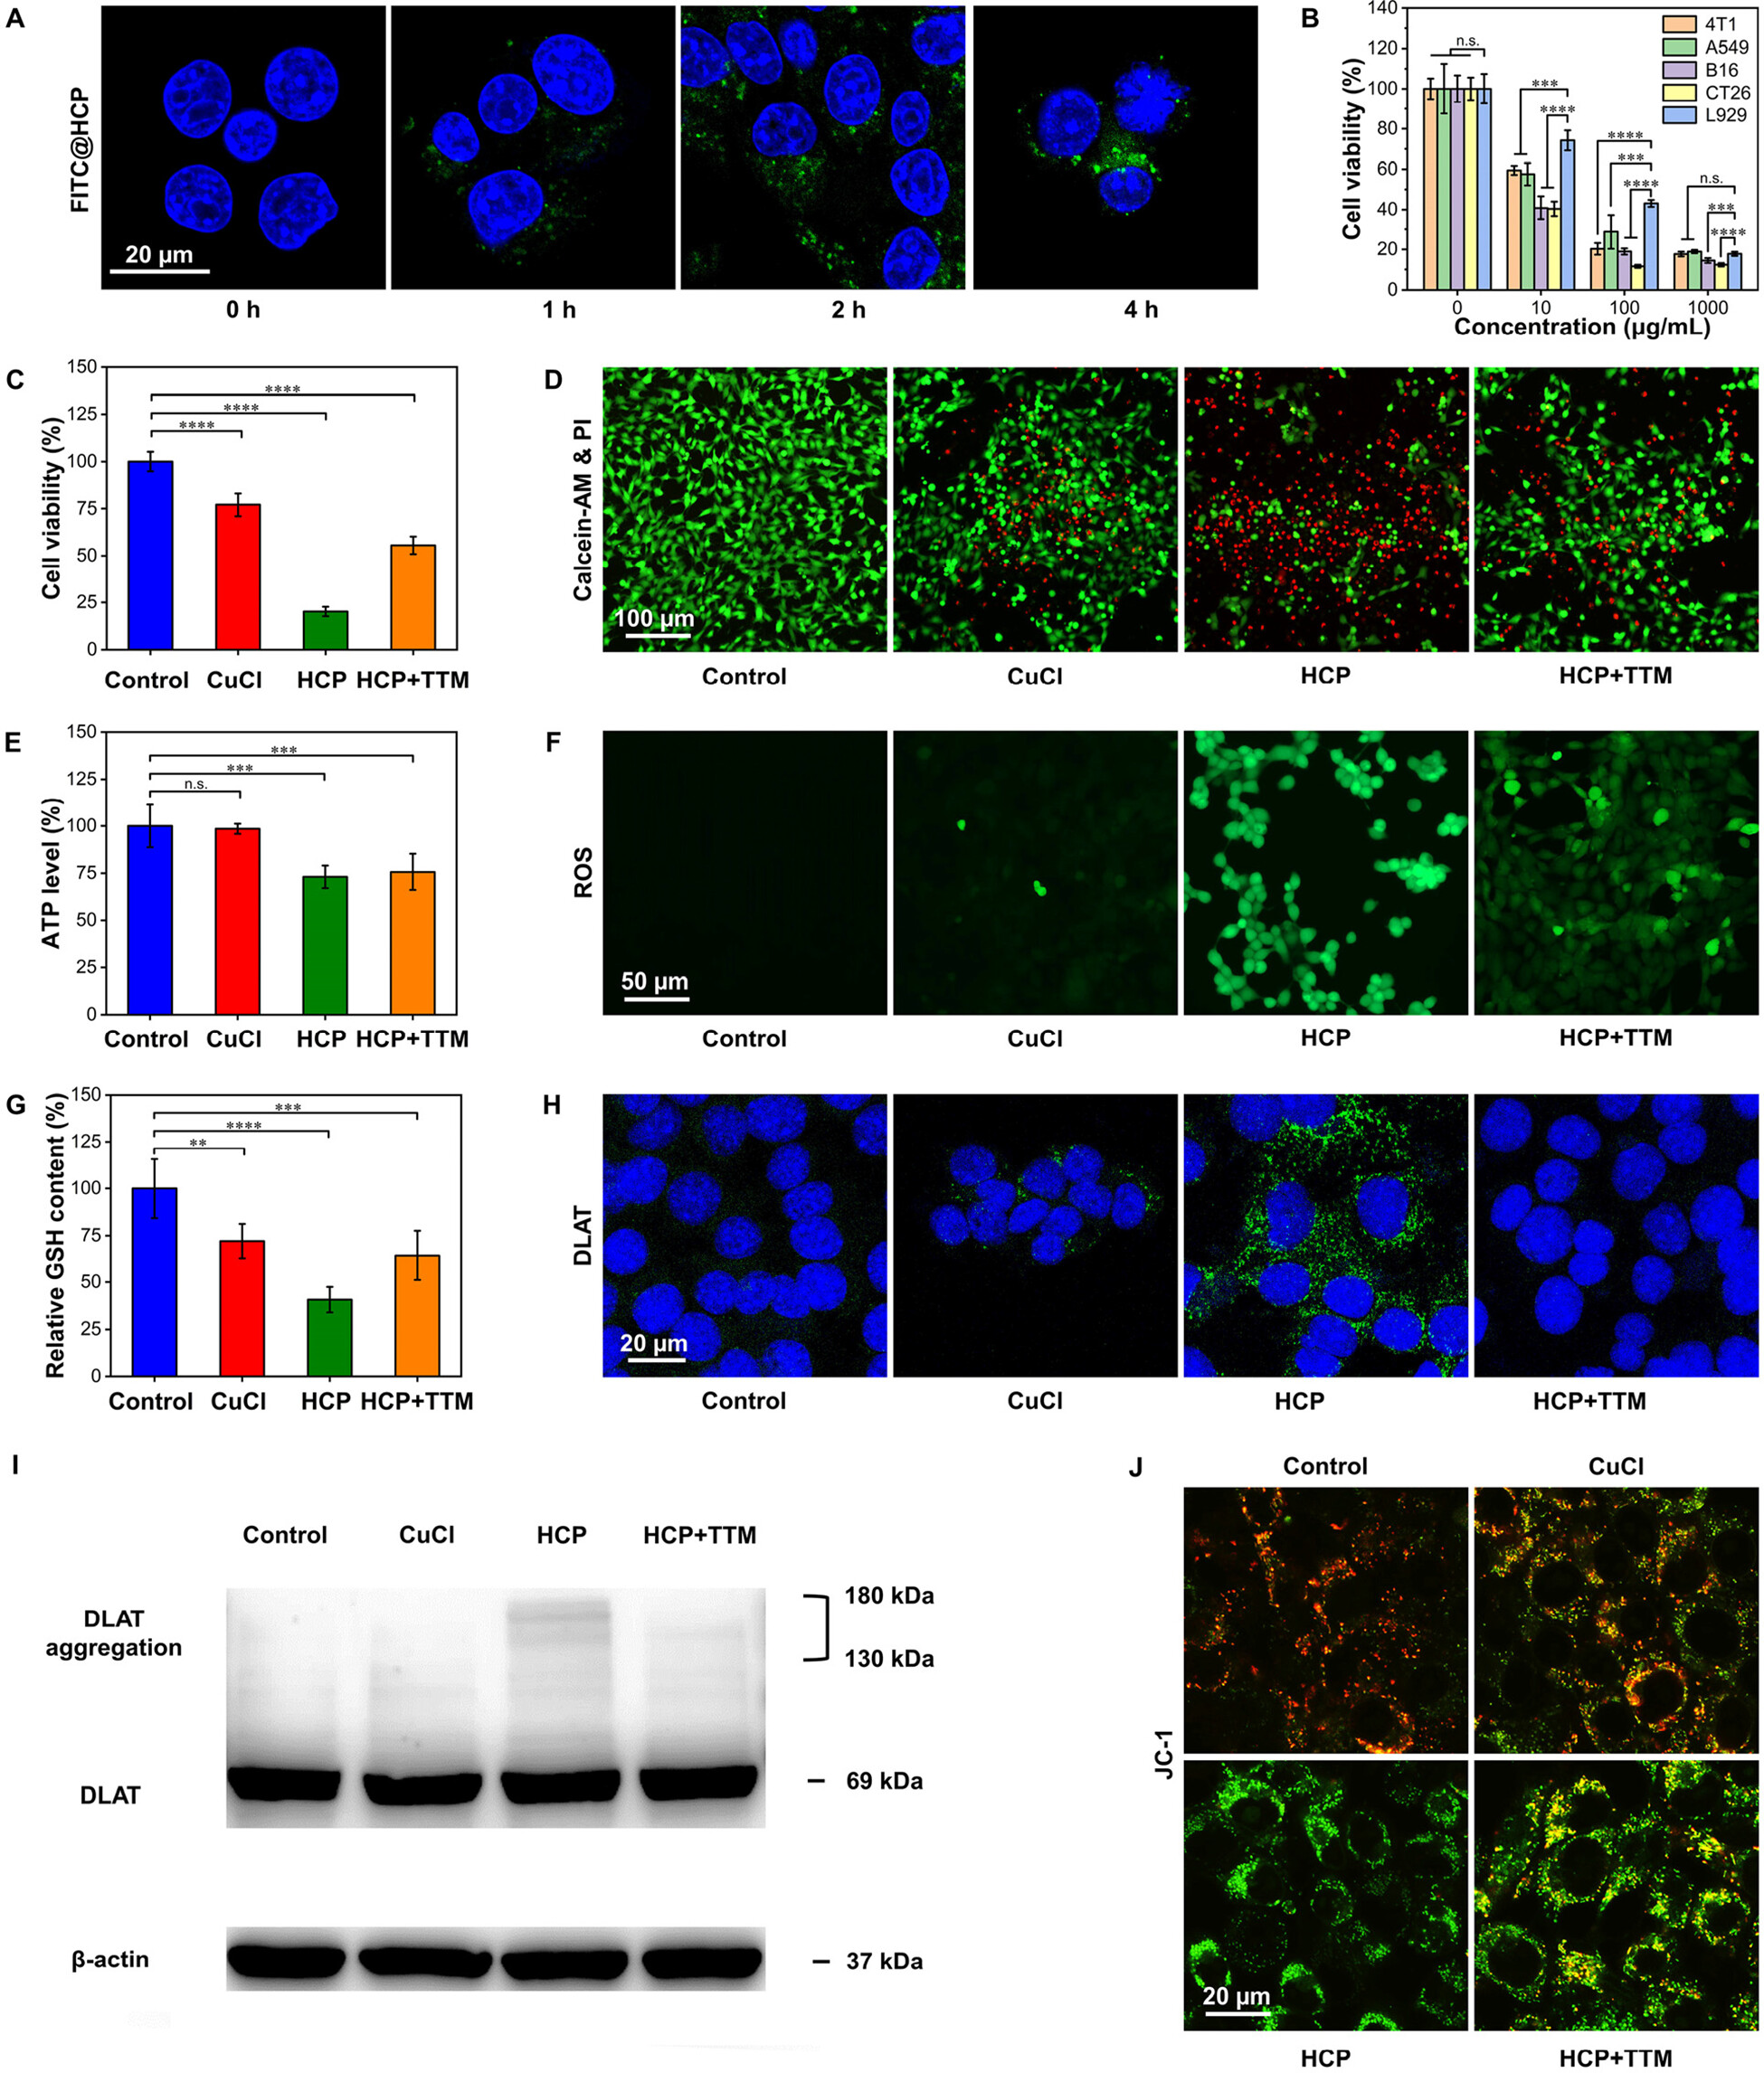 A
FITC@HCP
20 µm
0 h
1 h
2 h
4 h
B
Cell viability (%)
140
120
100
80
60
40
20
0
n.s.
***
****
****
***
****
n.s.
***
****
4T1
A549
B16
CT26
L929
0
10
100
1000
Concentration (µg/mL)
C
Cell viability (%)
150
125
100
75
50
25
0
****
****
****
Control
CuCl
HCP
HCP+TTM
D
Calcein-AM & PI
100 µm
Control
CuCl
HCP
HCP+TTM
E
ATP level (%)
150
125
100
75
50
25
0
***
***
n.s.
Control
CuCl
HCP
HCP+TTM
F
ROS
50 µm
Control
CuCl
HCP
HCP+TTM
G
Relative GSH content (%)
150
125
100
75
50
25
0
***
****
**
Control
CuCl
HCP
HCP+TTM
H
DLAT
20 µm
Control
CuCl
HCP
HCP+TTM
I
Control
CuCl
HCP
HCP+TTM
DLAT
aggregation
180 kDa
130 kDa
DLAT
69 kDa
β-actin
37 kDa
J
Control
CuCl
JC-1
20 µm
HCP
HCP+TTM